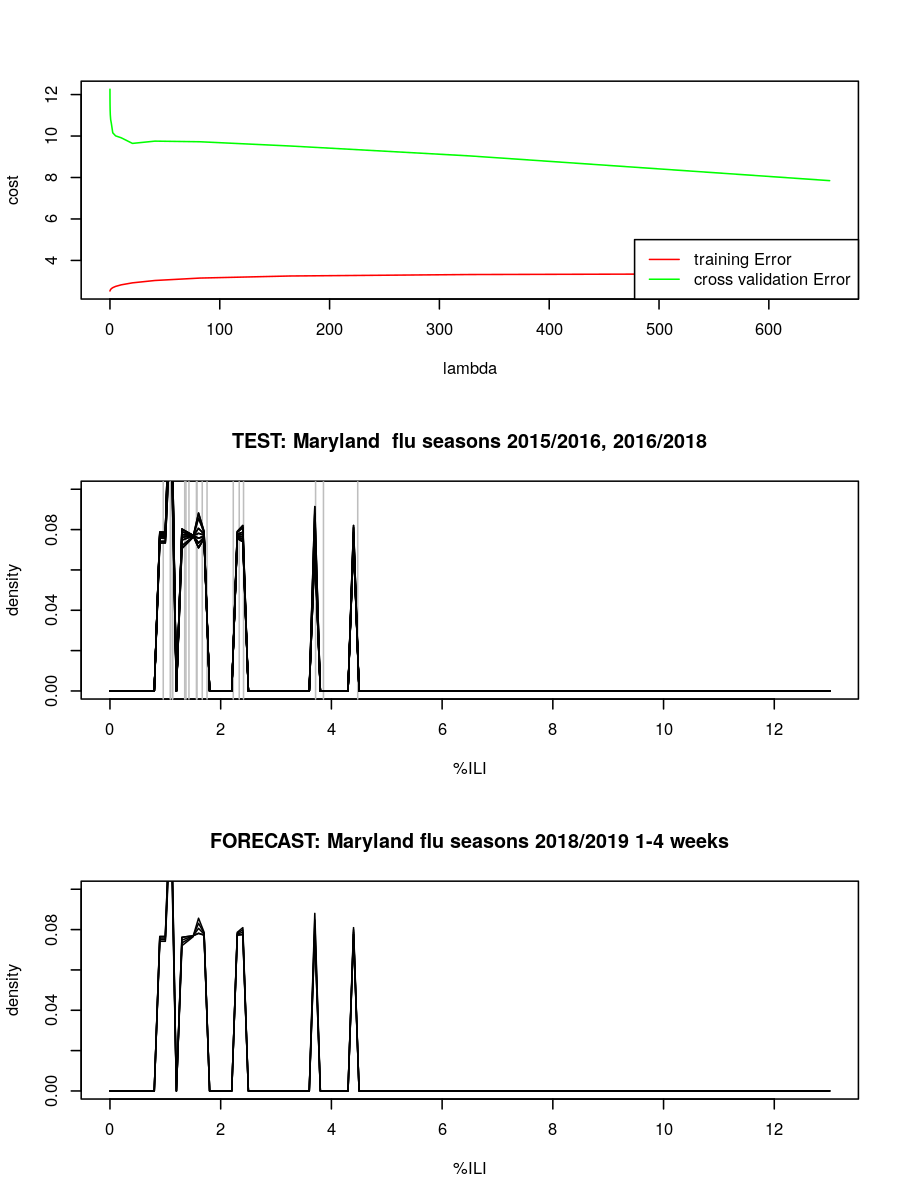 12
10
8
6
4
cost
training Error
cross validation Error
0 100 200 300 400 500 600
lambda
TEST: Maryland  flu seasons 2015/2016, 2016/2018
0.08
0.04
0.00
density
0 2 4 6 8 10 12
%ILI
FORECAST: Maryland flu seasons 2018/2019 1-4 weeks
0.08
0.04
0.00
density
0 2 4 6 8 10 12
%ILI